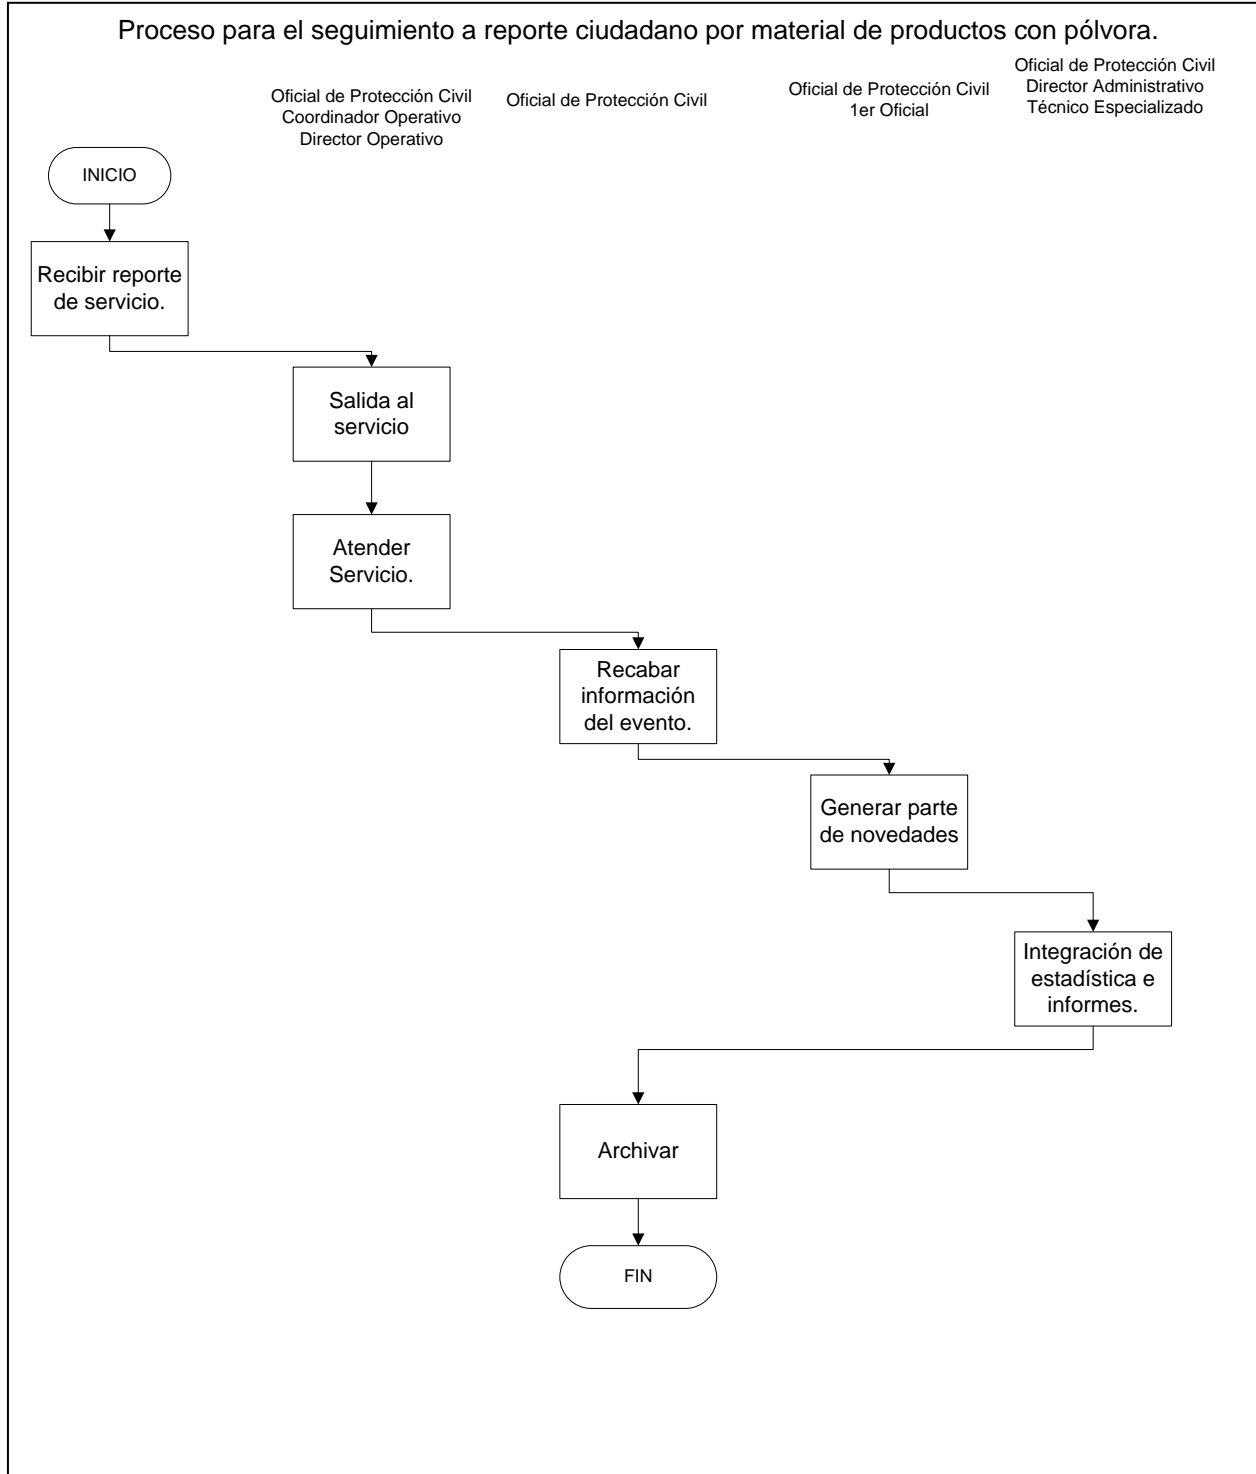 Proceso para el seguimiento a reporte ciudadano por material de productos con pólvora.
Oficial de Protección Civil
Coordinador Operativo
Director Operativo
Oficial de Protección Civil
Oficial de Protección Civil
1er Oficial
Oficial de Protección Civil
Director Administrativo
Técnico Especializado
INICIO
Recibir reporte
de servicio.
Salida al
servicio
Atender
Servicio.
Recabar
información
del evento.
Generar parte
de novedades
Integración de
estadística e
informes.
Archivar
FIN